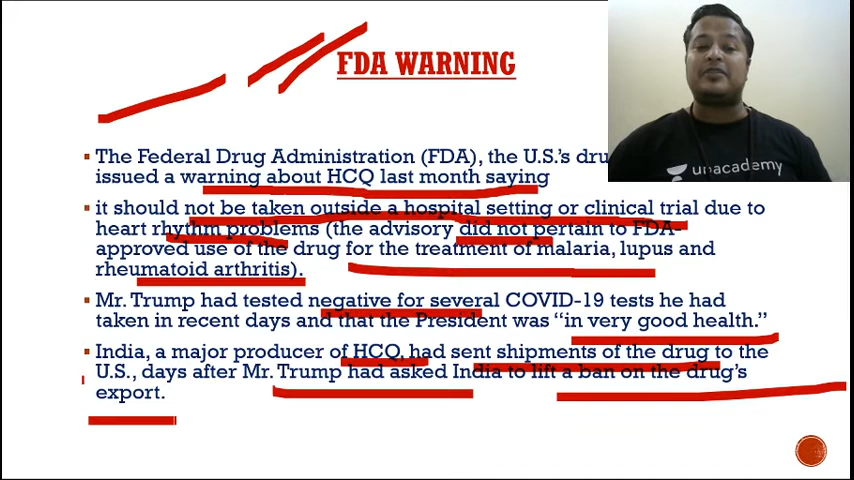 FDA WARNING
The Federal Drug Administration (FDA), the U.S.'s
issued a warning about HCQ last month saying
it should not be taken outside a hospital setting or clinical trial due to
heart rhythm problems (the advisory did not pertain to FDA-
approved use of the drug for the treatment of malaria, lupus and
rheumatoid arthritis).
Mr. Trump had tested negative for several COVID-19 tests he had
taken in recent days and that the President was “in very good health.”
India, a major producer of HCQ, had sent shipments of the drug to the
U.S., days after Mr. Trump had asked India to lift a ban on the drug’s
export.
unacademy